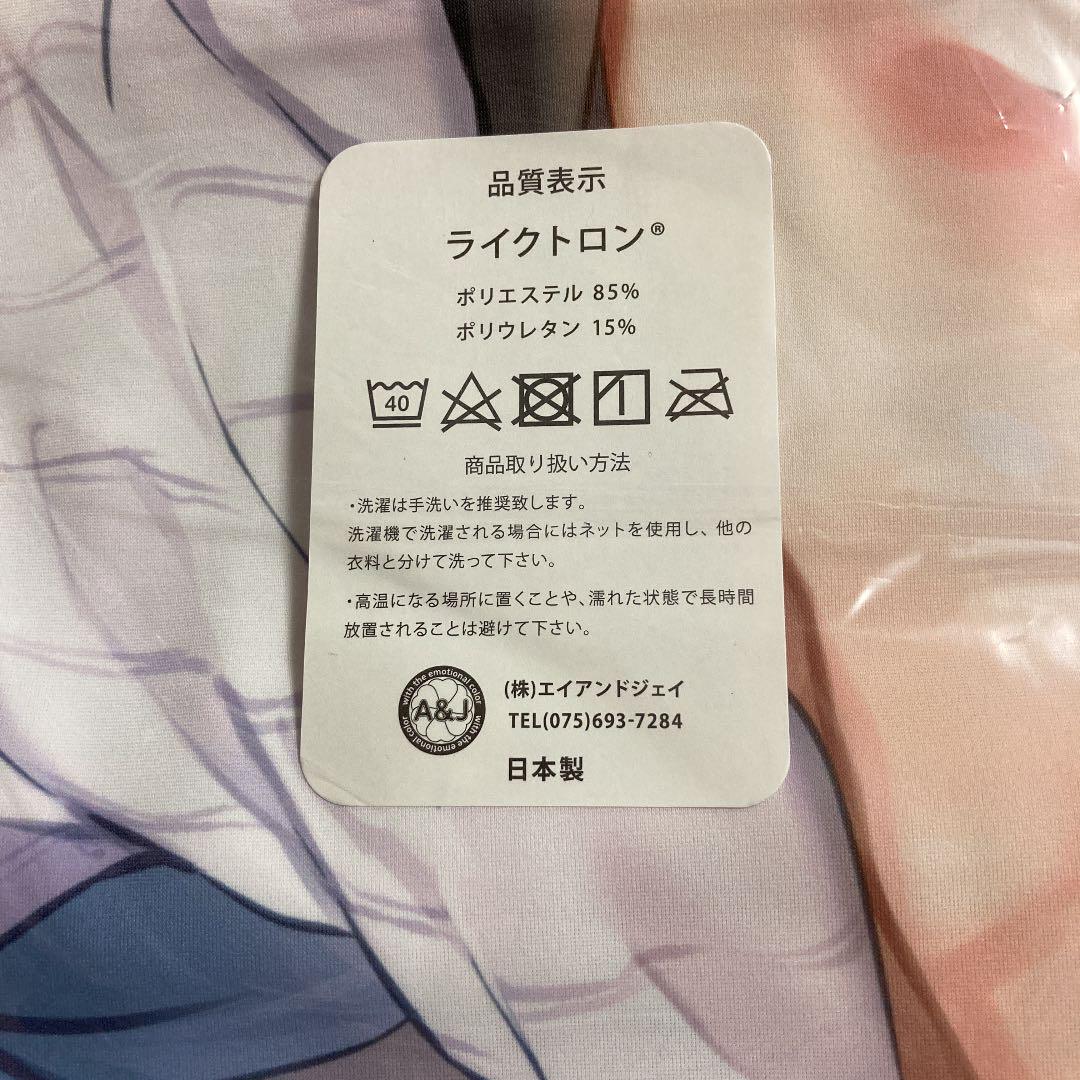 品質表示
ライクトロン®
ポリエステル 85%
ポリウレタン 15%
40
商品取り扱い方法
・洗濯は手洗いを推奨致します。
洗濯機で洗濯される場合にはネットを使用し、他の
衣料と分けて洗って下さい。
・高温になる場所に置くことや、濡れた状態で長時間
放置されることは避けて下さい。
with the emotional color
A&J
with the emotional color
(株)エイアンドジェイ
TEL(075)693-7284
日本製